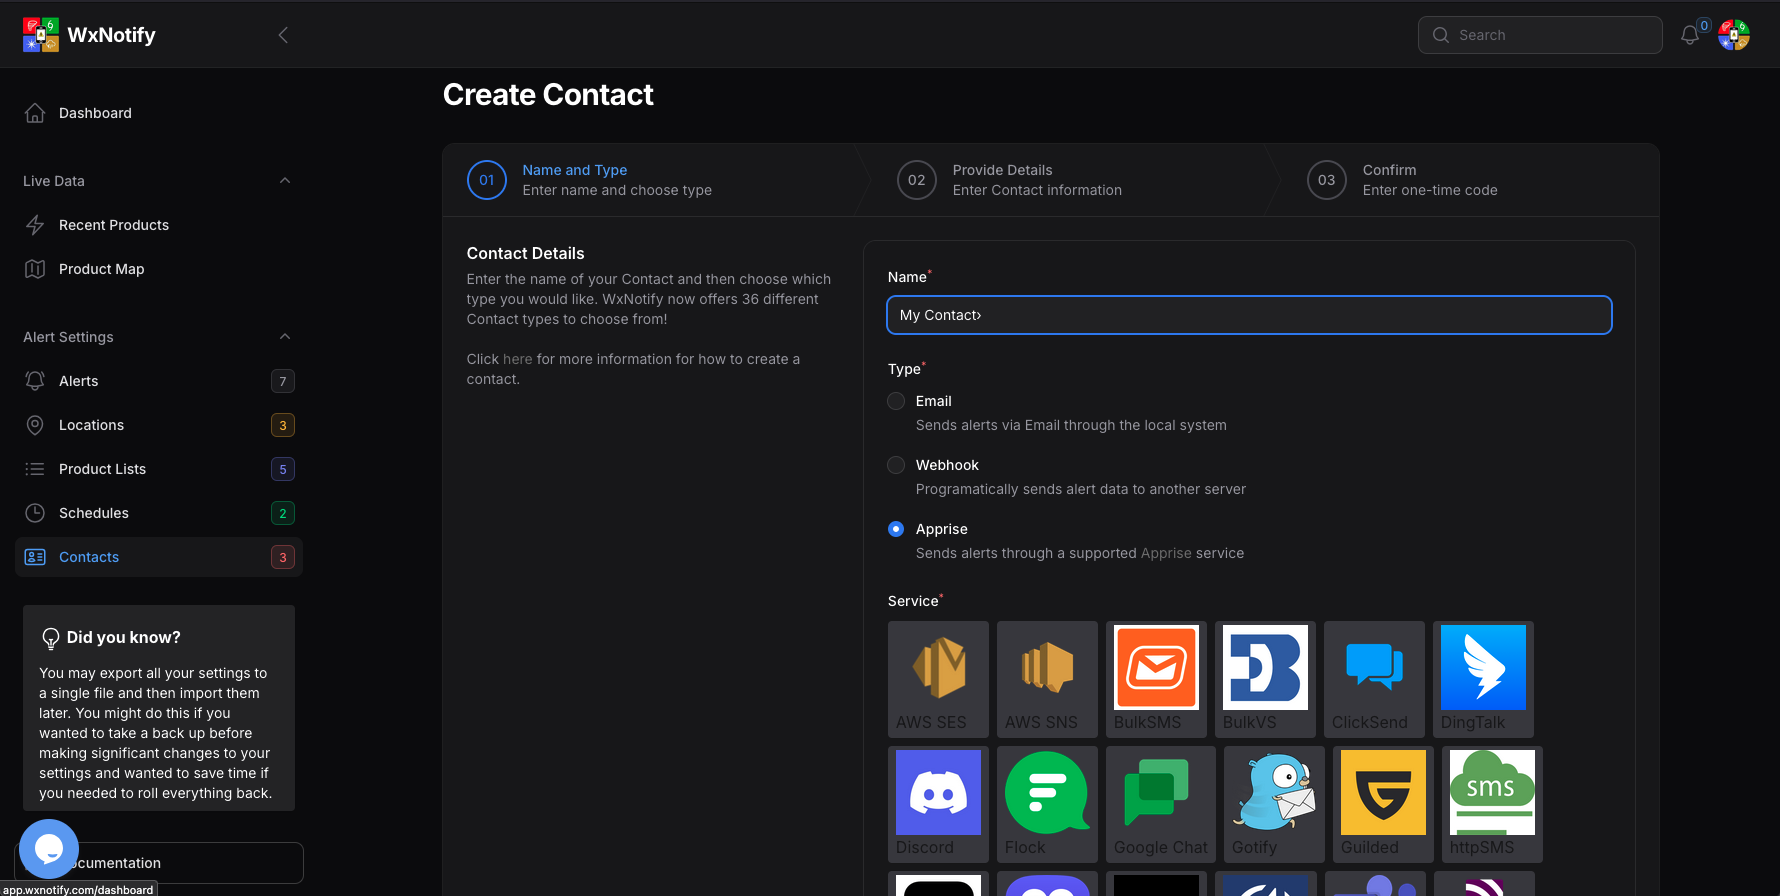 WxNotify
Search
0
Dashboard
Live Data
Recent Products
Product Map
Alert Settings
Alerts
7
Locations
3
Product Lists
5
Schedules
2
Contacts
3
Did you know?
You may export all your settings to
a single file and then import them
later. You might do this if you
wanted to take a back up before
making significant changes to your
settings and wanted to save time if
you needed to roll everything back.
ocumentation
app.wxnotify.com/dashboard
Create Contact
01
Name and Type
Enter name and choose type
02
Provide Details
Enter Contact information
03
Confirm
Enter one-time code
Contact Details
Enter the name of your Contact and then choose which
type you would like. WxNotify now offers 36 different
Contact types to choose from!
Click here for more information for how to create a
contact.
Name*
My Contact›
Type*
Email
Sends alerts via Email through the local system
Webhook
Programatically sends alert data to another server
Apprise
Sends alerts through a supported Apprise service
Service*
AWS SES
AWS SNS
BulkSMS
BulkVS
ClickSend
DingTalk
Discord
Flock
Google Chat
Gotify
Guilded
sms
httpSMS